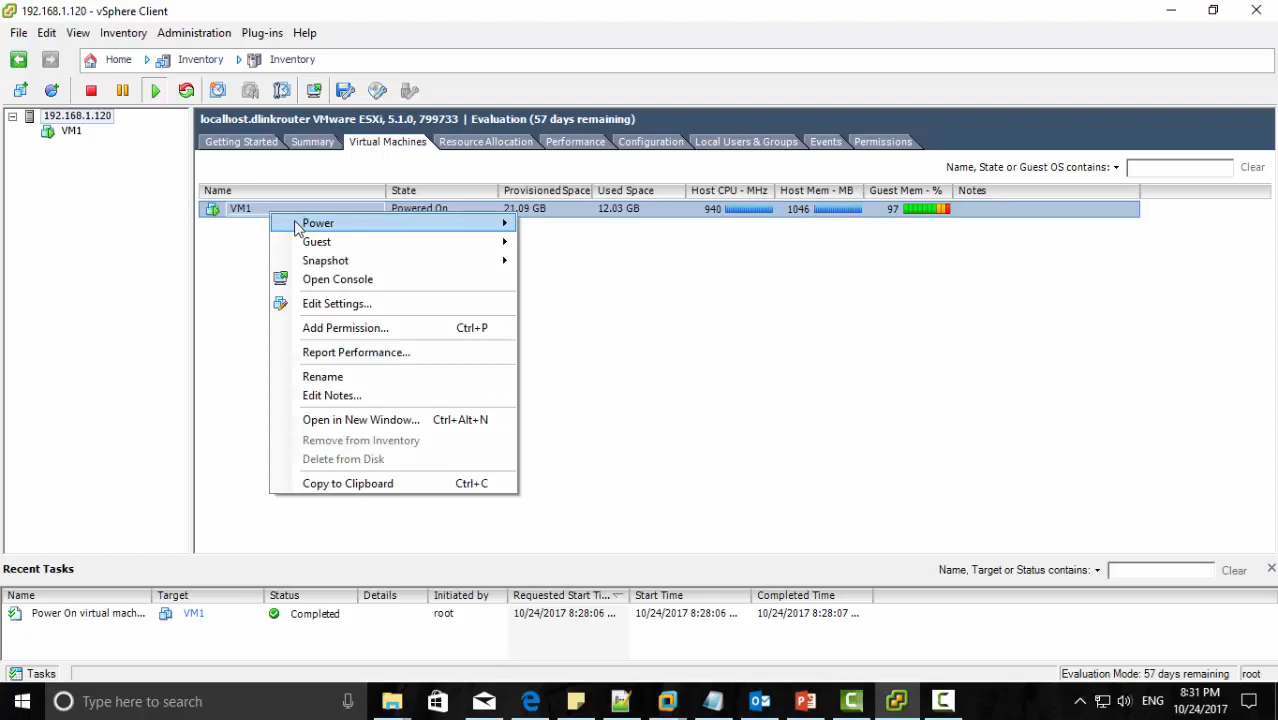 192.168.1.120 - vSphere Client
File Edit View Inventory Administration Plug-ins Help
Home Inventory Inventory
192.168.1.120
VM1
localhost.dlinkrouter VMware ESXi, 5.1.0, 799733 | Evaluation (57 days remaining)
Getting Started Summary Virtual Machines Resource Allocation Performance Configuration Local Users & Groups Events Permissions
Name, State or Guest OS contains: Clear
Name State Provisioned Space Used Space Host CPU - MHz Host Mem - MB Guest Mem - % Notes
VM1 Powered On 21.09 GB 12.03 GB 940 1046 97
Power
Guest
Snapshot
Open Console
Edit Settings...
Add Permission... Ctrl+P
Report Performance...
Rename
Edit Notes...
Open in New Window... Ctrl+Alt+N
Remove from Inventory
Delete from Disk
Copy to Clipboard Ctrl+C
Recent Tasks
Name, Target or Status contains: Clear
Name Target Status Details Initiated by Requested Start Ti... Start Time Completed Time
Power On virtual mach... VM1 Completed root 10/24/2017 8:28:06 ... 10/24/2017 8:28:06 ... 10/24/2017 8:28:07 ...
Tasks Evaluation Mode: 57 days remaining root
Type here to search ENG 8:31 PM
10/24/2017